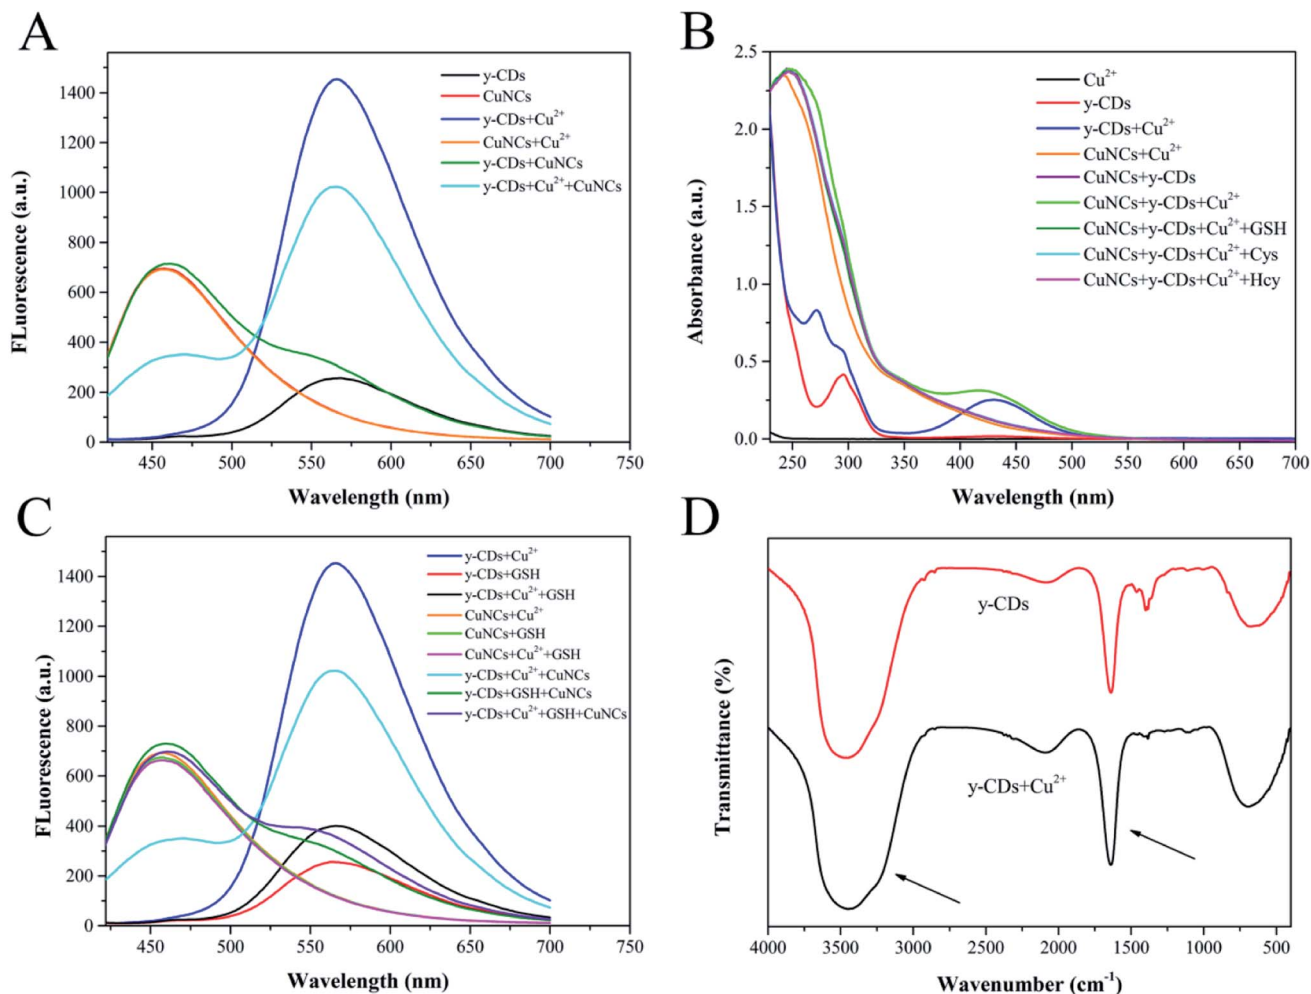 A
FLuorescence (a.u.)
1400
1200
1000
800
600
400
200
0
450 500 550 600 650 700 750
Wavelength (nm)
y-CDs
CuNCs
y-CDs+Cu²⁺
CuNCs+Cu²⁺
y-CDs+CuNCs
y-CDs+Cu²⁺+CuNCs
B
Absorbance (a.u.)
2.5
2.0
1.5
1.0
0.5
0.0
250 300 350 400 450 500 550 600 650 700
Wavelength (nm)
Cu²⁺
y-CDs
y-CDs+Cu²⁺
CuNCs+Cu²⁺
CuNCs+y-CDs
CuNCs+y-CDs+Cu²⁺
CuNCs+y-CDs+Cu²⁺+GSH
CuNCs+y-CDs+Cu²⁺+Cys
CuNCs+y-CDs+Cu²⁺+Hcy
C
FLuorescence (a.u.)
1400
1200
1000
800
600
400
200
0
450 500 550 600 650 700 750
Wavelength (nm)
y-CDs+Cu²⁺
y-CDs+GSH
y-CDs+Cu²⁺+GSH
CuNCs+Cu²⁺
CuNCs+GSH
CuNCs+Cu²⁺+GSH
y-CDs+Cu²⁺+CuNCs
y-CDs+GSH+CuNCs
y-CDs+Cu²⁺+GSH+CuNCs
D
Transmittance (%)
y-CDs
y-CDs+Cu²⁺
4000 3500 3000 2500 2000 1500 1000 500
Wavenumber (cm⁻¹)